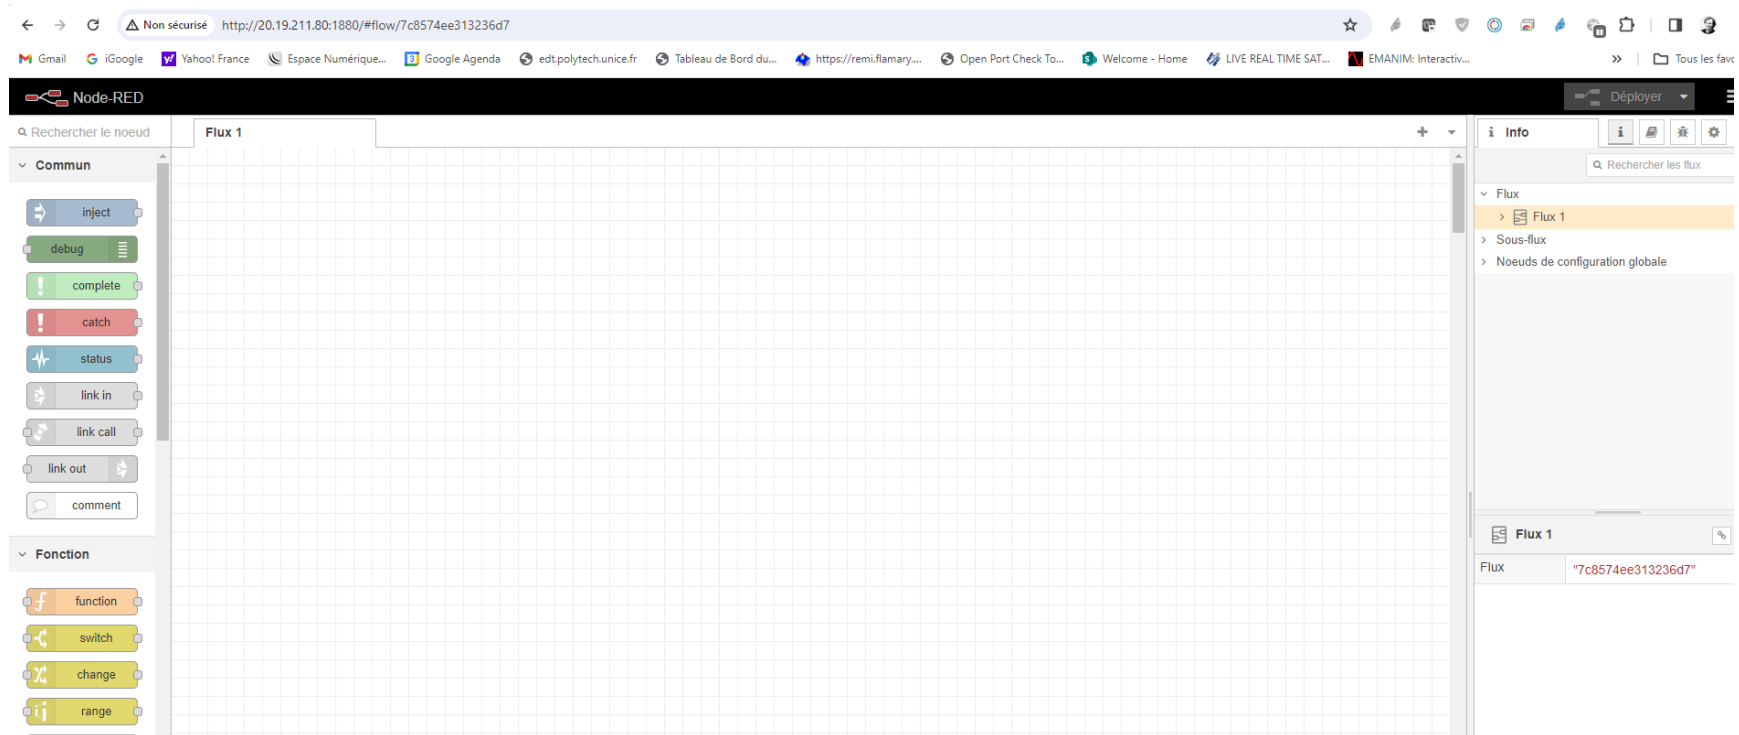 Non sécurisé http://20.19.211.80:1880/#flow/7c8574ee313236d7
Gmail iGoogle Yahoo! France Espace Numérique... Google Agenda edt.polytech.unice.fr Tableau de Bord du... https://remi.flamary.... Open Port Check To... Welcome - Home LIVE REAL TIME SAT... EMANIM: Interactiv... » Tous les favo
Node-RED Déployer
Rechercher le noeud Flux 1 i Info
Commun Rechercher les flux
Flux
inject Flux 1
Sous-flux
debug
Noeuds de configuration globale
complete
catch
status
link in
link call
link out
comment
Flux 1
Fonction
Flux "7c8574ee313236d7"
function
switch
change
range